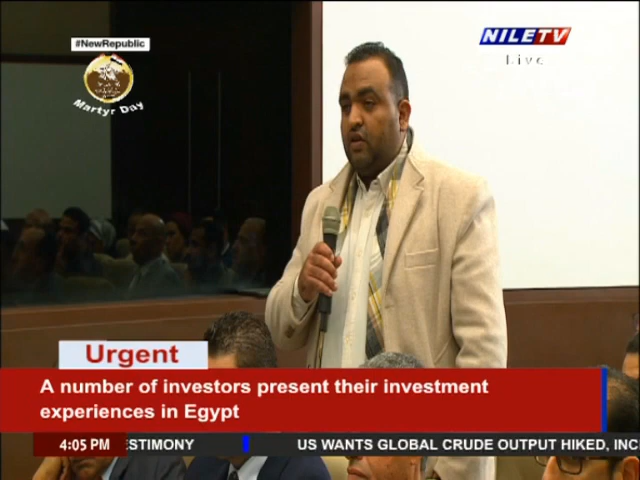 #NewRepublic
Martyr Day
NILETV
Live
Urgent
A number of investors present their investment
experiences in Egypt
4:05 PM ESTIMONY US WANTS GLOBAL CRUDE OUTPUT HIKED, INC